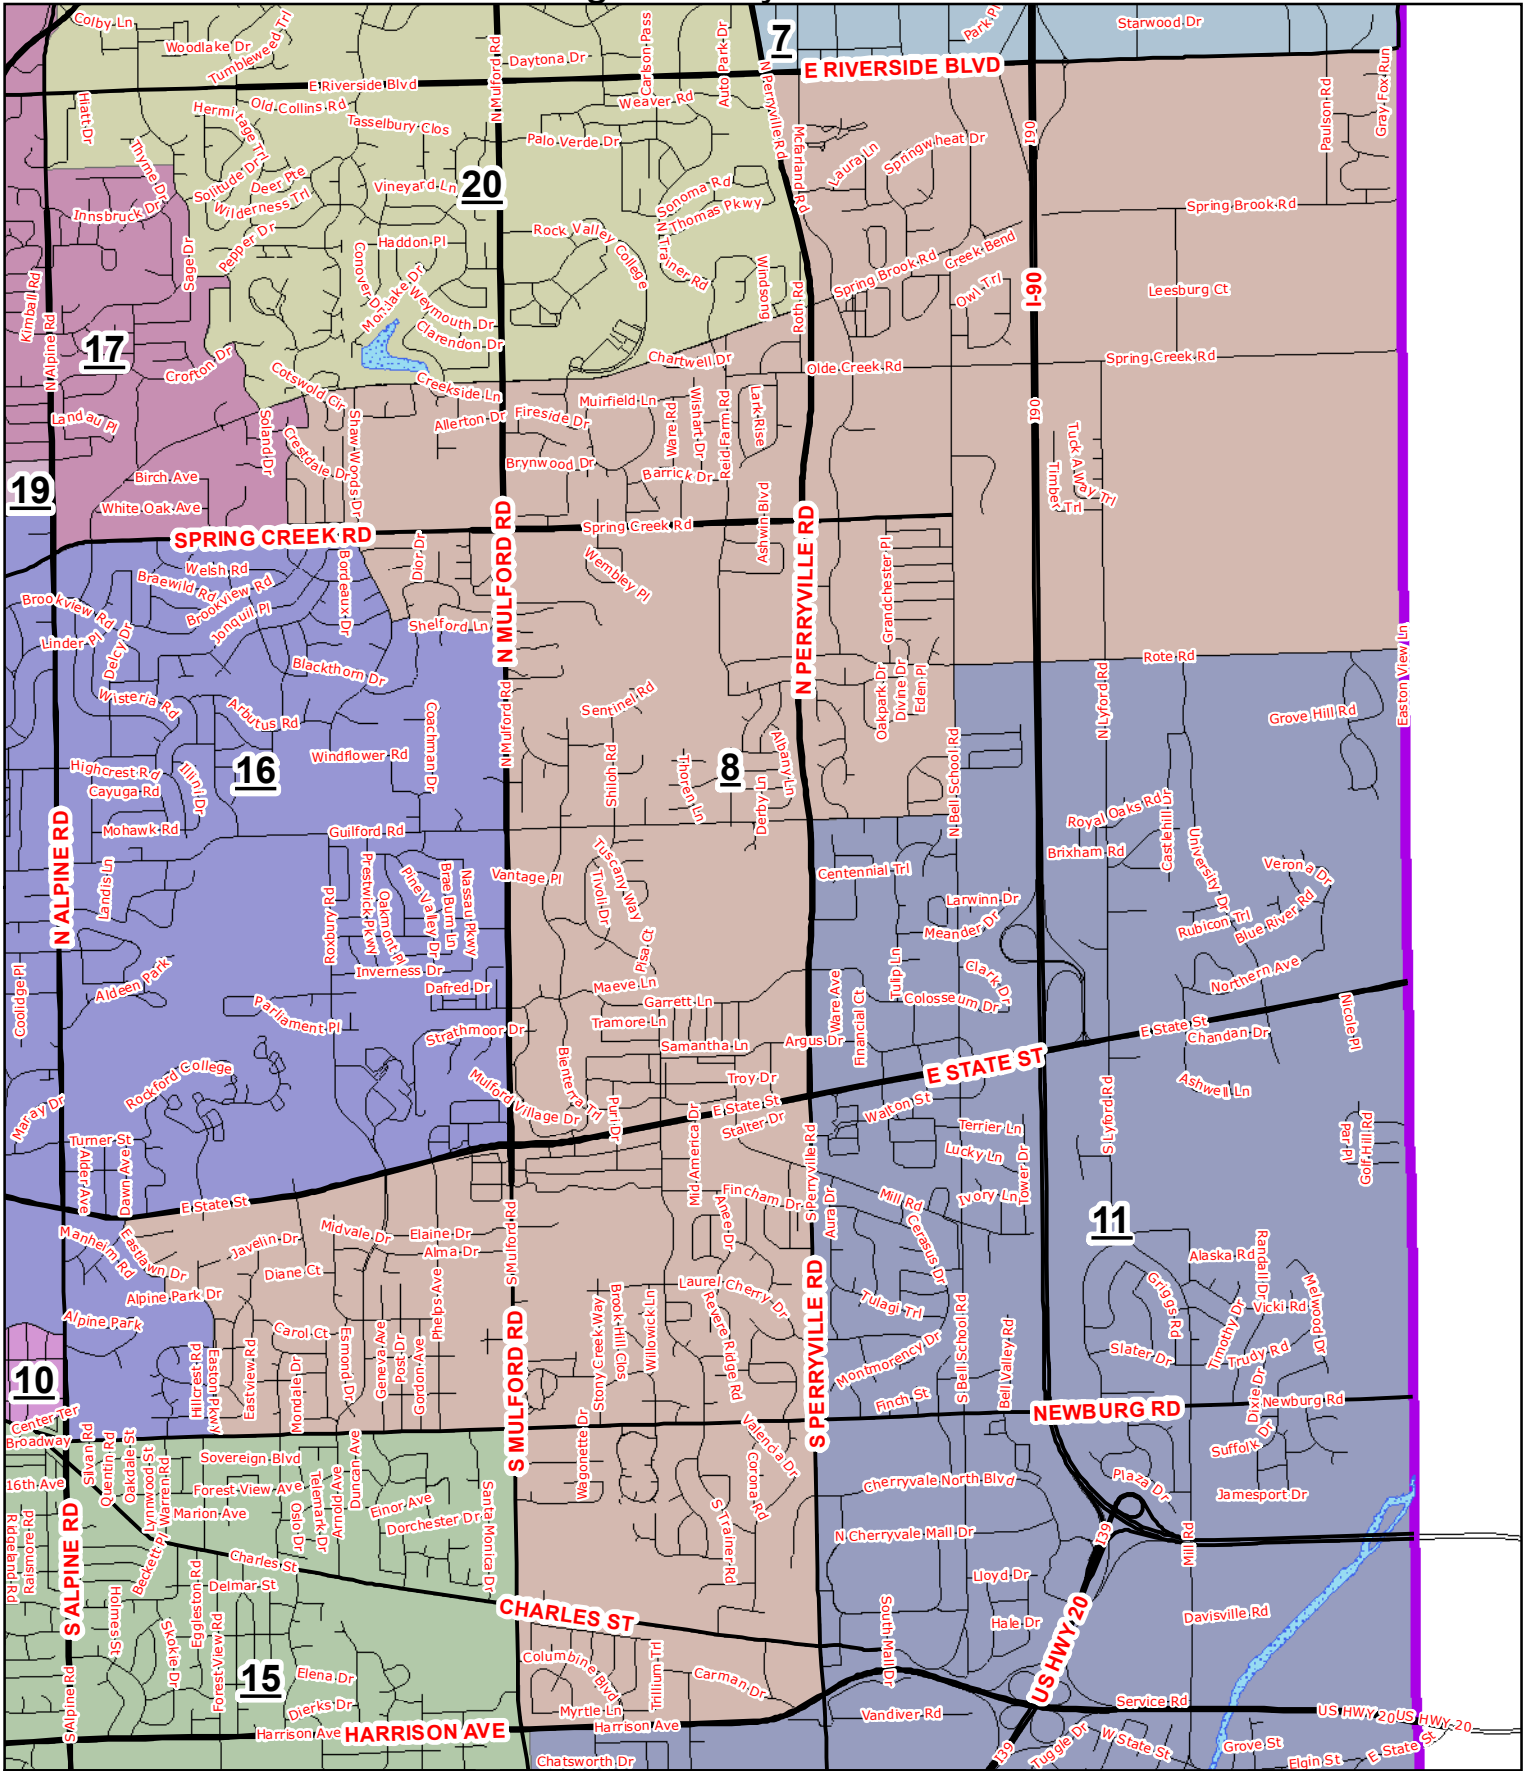 Colby Ln
Woodlake Dr
Tumbleweed Trl
N Mulford Rd
Daytona Dr
Carlson Pass
Auto Park Dr
7
Park Pl
Starwood Dr
E RIVERSIDE BLVD
E Riverside Blvd
Hiatt Dr
Hermitage Trl
Old Collins Rd
Tasselbury Clos
Weaver Rd
N Perryville Rd
Palo Verde Dr
Mcfarland Rd
Laura Ln
Springwheat Dr
I90
Paulson Rd
Gray Fox Run
Thyme Dr
Solitude Dr
Deer Pte
Wilderness Trl
Vineyard Ln
20
Sonoma Rd
Thomas Pkwy
Innsbruck Dr
Spring Brook Rd
Sage Dr
Pepper Dr
Haddon Pl
Conover Dr
Rock Valley College
N Trainer Rd
Windsong
Roth Rd
Spring Brook Rd
Creek Bend
Owl Trl
I-90
Leesburg Ct
Kimball Rd
Morlake Dr
Weymouth Dr
Clarendon Dr
N Alpine Rd
17
Crofton Dr
Cotswold Cir
Creekside Ln
Chartwell Dr
Olde Creek Rd
Spring Creek Rd
Landau Pl
Soland Dr
Crestdale Dr
Shaw Woods Dr
Allerton Dr
Fireside Dr
Muirfield Ln
Ware Rd
Wishart Dr
Reid Farm Rd
Lark Rise
I90
Birch Ave
Brynwood Dr
Barrick Dr
Tuck A Way Trl
Timber Trl
19
White Oak Ave
SPRING CREEK RD
N MULFORD RD
Spring Creek Rd
Ashwin Blvd
N PERRYVILLE RD
Welsh Rd
Braewild Rd
Brookview Rd
Brookview Rd
Jonquil Pl
Bordeaux Dr
Dior Dr
Wembley Pl
Grandchester Pl
Linder Pl
Delcy Dr
Shelford Ln
Blackthorn Dr
Rote Rd
Easton View Ln
Wisteria Rd
Arbutus Rd
Coachman Dr
N Mulford Rd
Sentinel Rd
Oakpark Dr
Divine Dr
Eden Pl
N Lyford Rd
Grove Hill Rd
Highcrest Rd
Cayuga Rd
Illini Dr
16
Windflower Rd
Shiloh Rd
Thoren Ln
8
Albany Ln
Derby Ln
N Bell School Rd
Mohawk Rd
Guilford Rd
Royal Oaks Rd
Castlehill Dr
Brixham Rd
University Dr
N ALPINE RD
Landis Ln
Roxbury Rd
Prestwick Pkwy
Oakmont Pl
Pine Valley Dr
Brae Burn Ln
Nassau Pkwy
Vantage Pl
Tuscany Way
Tivoli Dr
Centennial Trl
Verona Dr
Larwinn Dr
Meander Dr
Rubicon Trl
Blue River Rd
Coolidge Pl
Aldeen Park
Inverness Dr
Dafred Dr
Pisa Ct
Maeve Ln
Garrett Ln
Ware Ave
Tulip Ln
Clark Dr
Colosseum Dr
Northern Ave
Parliament Pl
Strathmoor Dr
Tramore Ln
Samantha Ln
Argus Dr
Financial Ct
E State St
Chandan Dr
Nicole Pl
Rockford College
Maray Dr
Mulford Village Dr
Bienterra Trl
Puri Dr
Troy Dr
E State St
Stalter Dr
E STATE ST
Walton St
Ashwell Ln
S Lyford Rd
Turner St
Alder Ave
Dawn Ave
Mid America Dr
S Perryville Rd
Terrier Ln
Lucky Ln
Tower Dr
Par Pl
Golf Hill Rd
E State St
S Mulford Rd
Fincham Dr
Anee Dr
Aura Dr
Mill Rd
Ivory Ln
11
Manheim Rd
Eastlawn Dr
Javelin Dr
Midvale Dr
Elaine Dr
Alma Dr
Diane Ct
Cerasus Dr
Alaska Rd
Randall Dr
Alpine Park Dr
Alpine Park
Phelps Ave
Laurel Cherry Dr
S PERRYVILLE RD
Tulagi Trl
Griggs Rd
Timothy Dr
Vicki Rd
Melwood Dr
Carol Ct
S MULFORD RD
Stony Creek Way
Brook Hill Clos
Willowick Ln
Revere Ridge Rd
Montmorency Dr
S Bell School Rd
Bell Valley Rd
Slater Dr
Trudy Rd
10
Hillcrest Rd
Easton Pkwy
Eastview Rd
Mondale Dr
Esmond Dr
Geneva Ave
Post Dr
Gordon Ave
Finch St
NEWBURG RD
Dixie Dr
Newburg Rd
Center Ter
Broadway
16th Ave
Silvan Rd
Quentin Rd
Oakdale St
Lynnwood St
Warren Rd
Sovereign Blvd
Forest View Ave
Marion Ave
Oslo Dr
Telemark Dr
Arnold Ave
Duncan Ave
Einor Ave
Dorchester Dr
Santa Monica Dr
Wagonette Dr
Valencia Dr
Corona Rd
S Trainer Rd
Cherryvale North Blvd
Suffolk Dr
Plaza Dr
Jamesport Dr
N Cherryvale Mall Dr
I39
Mill Rd
Ridgeland Rd
Raismore Rd
S ALPINE RD
Beckett Pl
Charles St
Delmar St
Eggleston Rd
Holmes St
Skokie Dr
Forest View Rd
CHARLES ST
Lloyd Dr
Hale Dr
Davisville Rd
South Mall Dr
US HWY 20
15
Elena Dr
Dierks Dr
Columbine Blvd
Trillium Trl
Carman Dr
Myrtle Ln
Service Rd
S Alpine Rd
Harrison Ave
HARRISON AVE
Harrison Ave
Vandiver Rd
US HWY 20
US HWY 20
Chatsworth Dr
I39
Tuggle Dr
W State St
Grove St
Elgin St
E State St